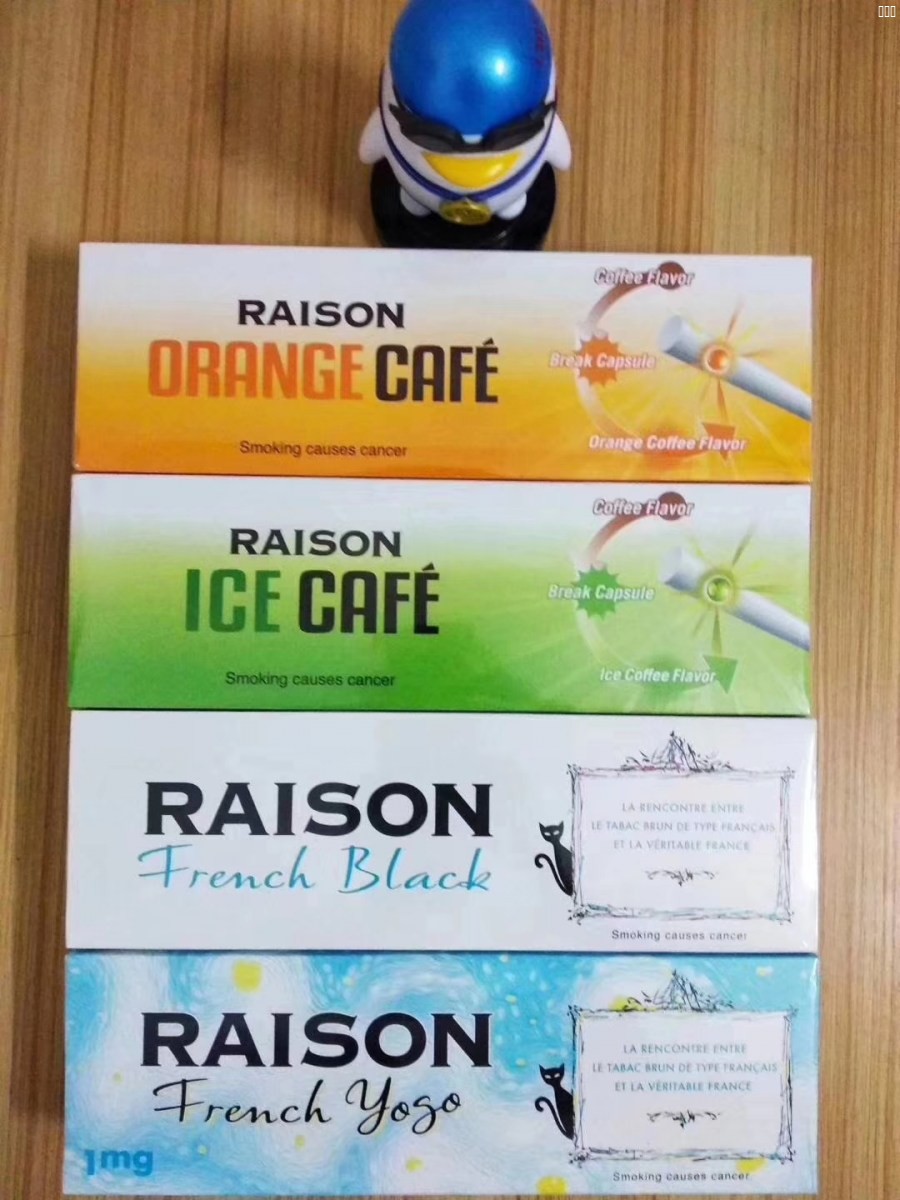 RAISON
ORANGE CAFÉ
Smoking causes cancer
Coffee Flavor
Break Capsule
Orange Coffee Flavor
RAISON
ICE CAFÉ
Smoking causes cancer
Coffee Flavor
Break Capsule
Ice Coffee Flavor
RAISON
French Black
LA RENCONTRE ENTRE
LE TABAC BRUN DE TYPE FRANÇAIS
ET LA VÉRITABLE FRANCE
Smoking causes cancer
RAISON
French Yogo
1mg
LA RENCONTRE ENTRE
LE TABAC BRUN DE TYPE FRANÇAIS
ET LA VÉRITABLE FRANCE
Smoking causes cancer